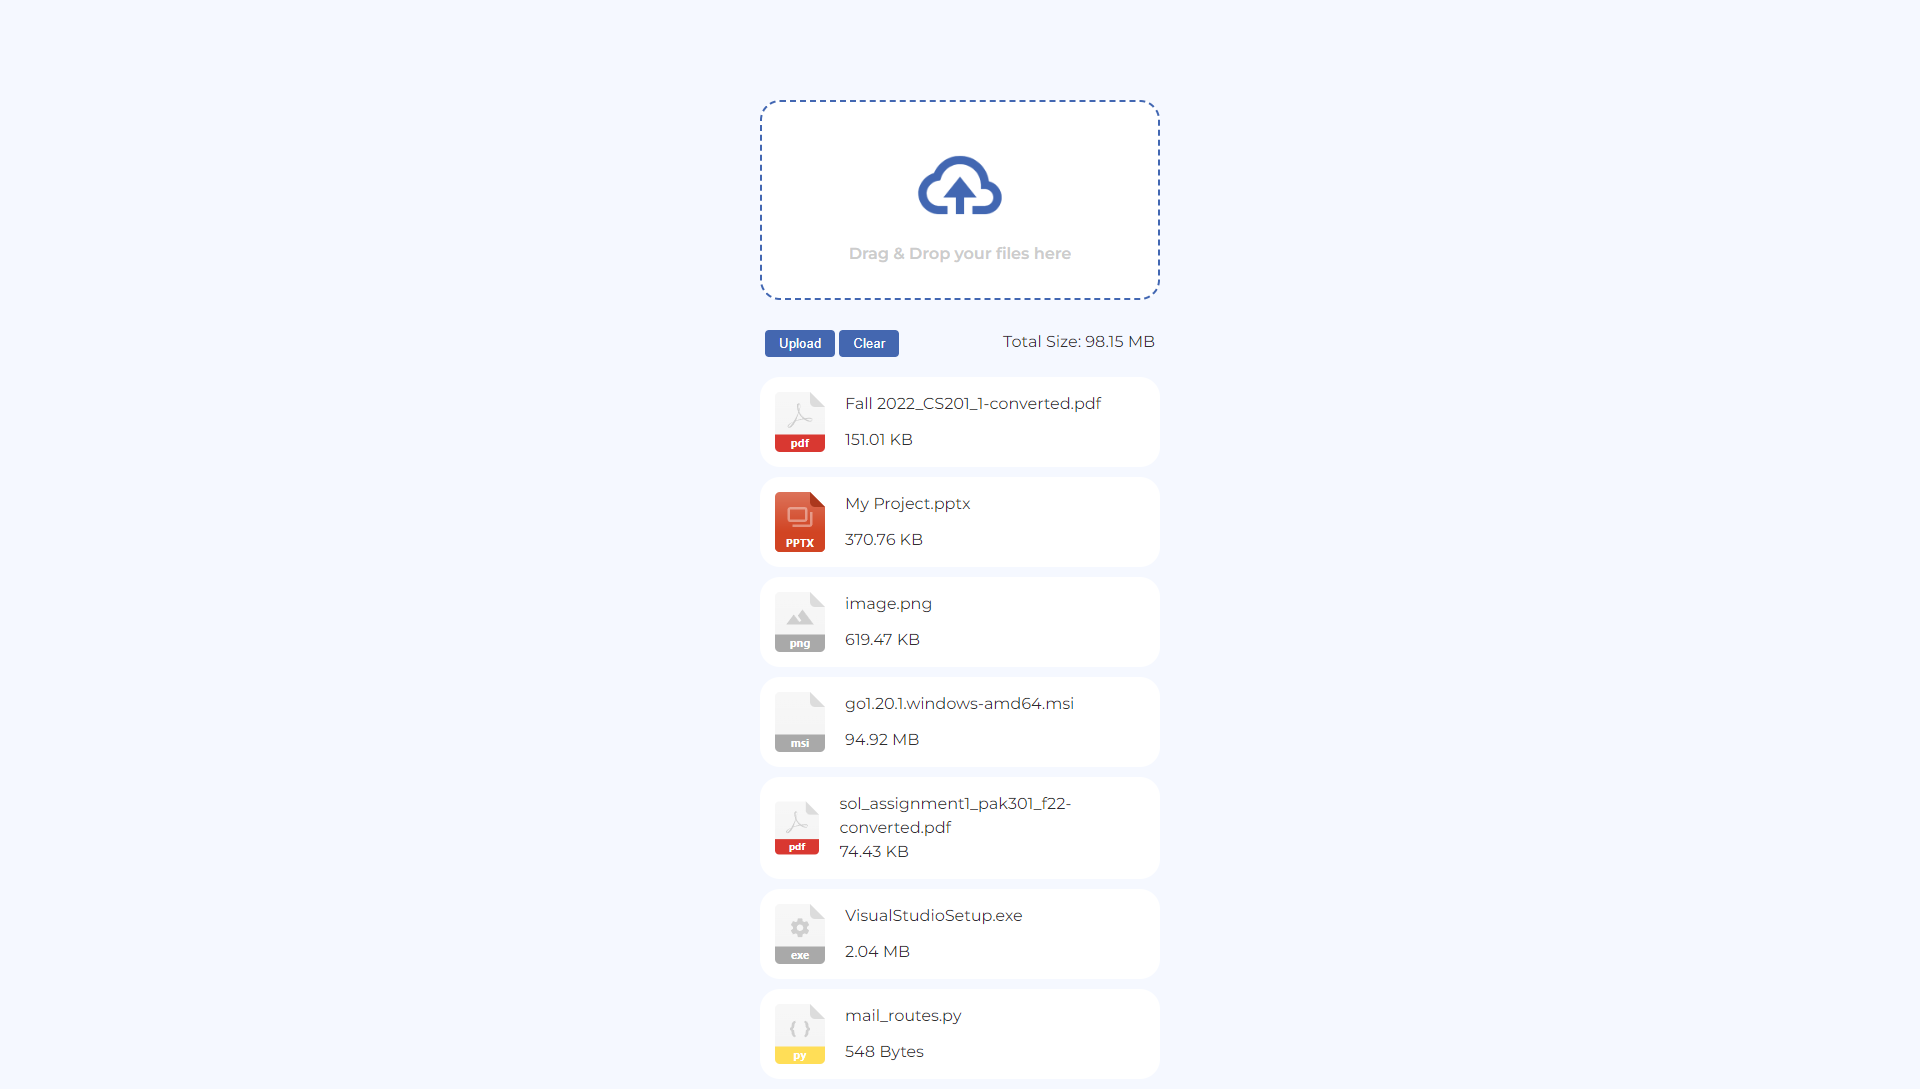 Drag & Drop your files here
Upload Clear Total Size: 98.15 MB
Fall 2022_CS201_1-converted.pdf
151.01 KB
pdf
My Project.pptx
370.76 KB
PPTX
image.png
619.47 KB
png
go1.20.1.windows-amd64.msi
94.92 MB
msi
sol_assignment1_pak301_f22-
converted.pdf
74.43 KB
pdf
VisualStudioSetup.exe
2.04 MB
exe
mail_routes.py
548 Bytes
py